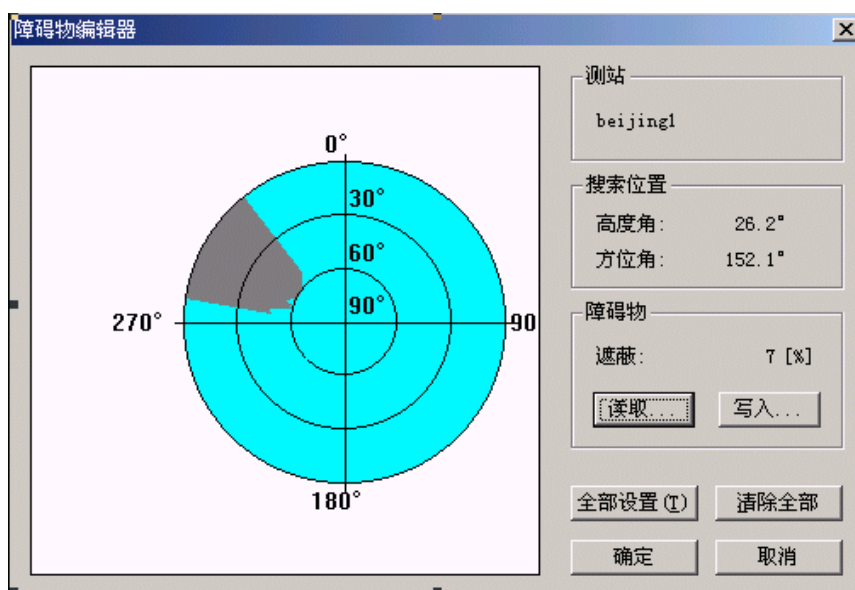 障碍物编辑器
0°
30°
60°
90°
270°
90
180°
测站
beijing1
搜索位置
高度角: 26.2°
方位角: 152.1°
障碍物
遮蔽: 7 [%]
读取... 写入...
全部设置(T) 清除全部
确定 取消